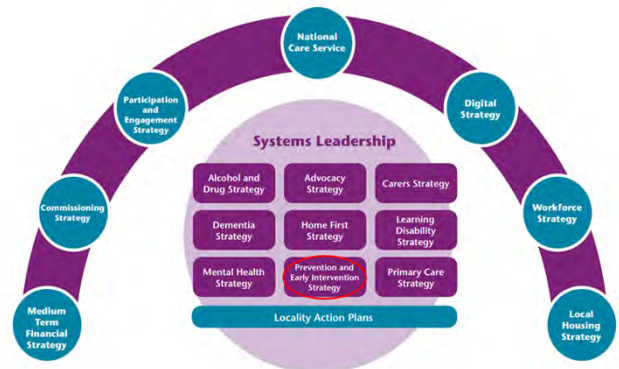 National
Care Service
Participation
and
Engagement
Strategy
Digital
Strategy
Systems Leadership
Alcohol and
Drug Strategy
Advocacy
Strategy
Carers Strategy
Commissioning
Strategy
Dementia
Strategy
Home First
Strategy
Learning
Disability
Strategy
Workforce
Strategy
Mental Health
Strategy
Prevention and
Early Intervention
Strategy
Primary Care
Strategy
Medium
Term
Financial
Strategy
Locality Action Plans
Local
Housing
Strategy